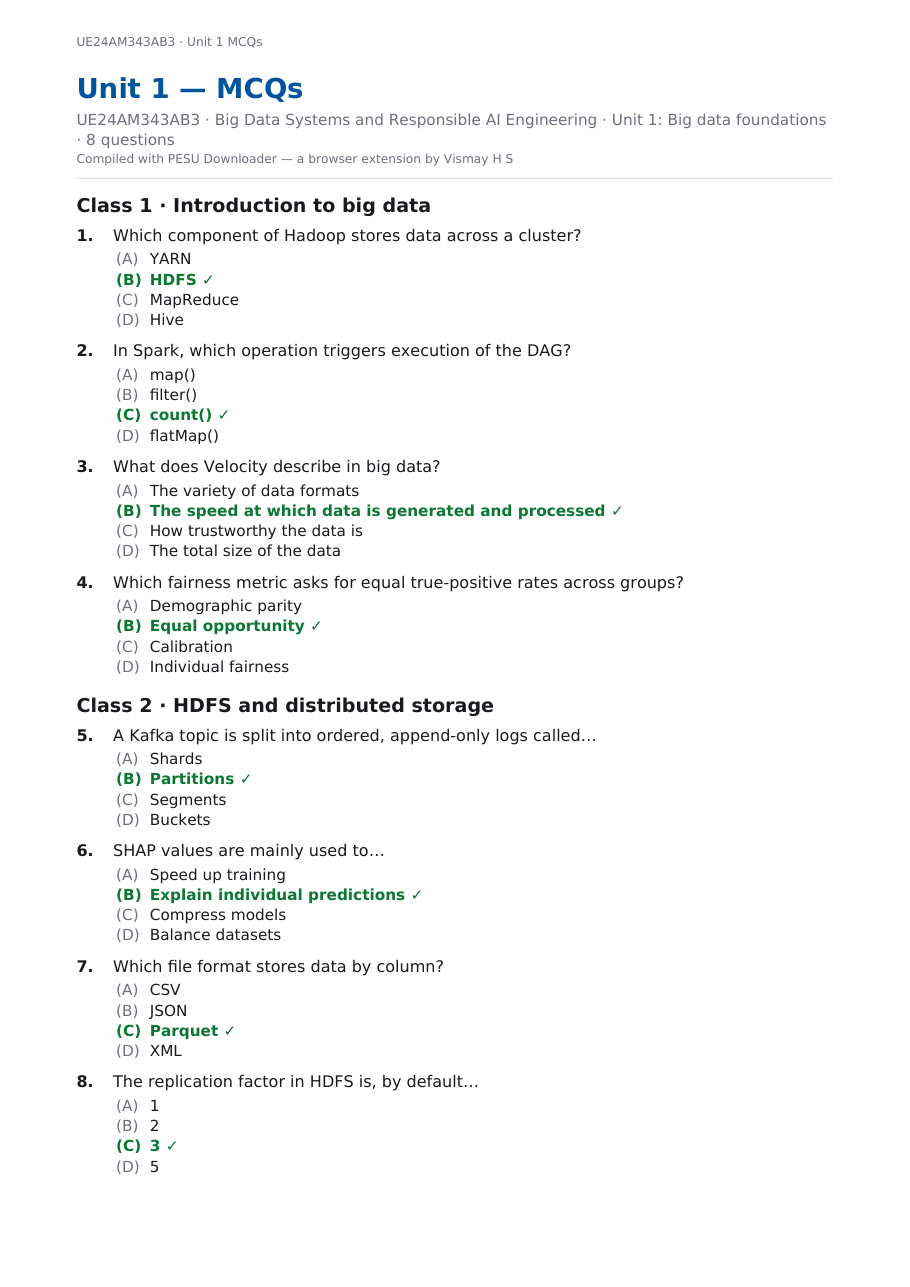 UE24AM343AB3 · Unit 1 MCQs
Unit 1 — MCQs
UE24AM343AB3 · Big Data Systems and Responsible AI Engineering · Unit 1: Big data foundations
· 8 questions
Compiled with PESU Downloader — a browser extension by Vismay H S
Class 1 · Introduction to big data
1. Which component of Hadoop stores data across a cluster?
(A) YARN
(B) HDFS ✓
(C) MapReduce
(D) Hive
2. In Spark, which operation triggers execution of the DAG?
(A) map()
(B) filter()
(C) count() ✓
(D) flatMap()
3. What does Velocity describe in big data?
(A) The variety of data formats
(B) The speed at which data is generated and processed ✓
(C) How trustworthy the data is
(D) The total size of the data
4. Which fairness metric asks for equal true-positive rates across groups?
(A) Demographic parity
(B) Equal opportunity ✓
(C) Calibration
(D) Individual fairness
Class 2 · HDFS and distributed storage
5. A Kafka topic is split into ordered, append-only logs called…
(A) Shards
(B) Partitions ✓
(C) Segments
(D) Buckets
6. SHAP values are mainly used to…
(A) Speed up training
(B) Explain individual predictions ✓
(C) Compress models
(D) Balance datasets
7. Which file format stores data by column?
(A) CSV
(B) JSON
(C) Parquet ✓
(D) XML
8. The replication factor in HDFS is, by default…
(A) 1
(B) 2
(C) 3 ✓
(D) 5